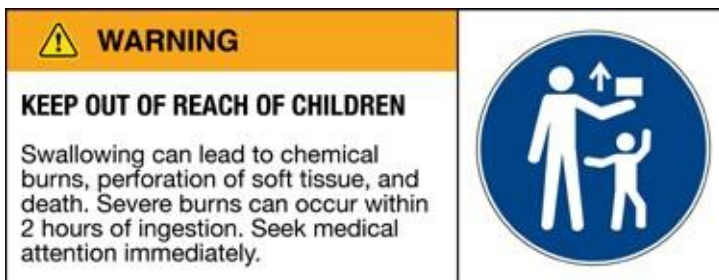 WARNING
KEEP OUT OF REACH OF CHILDREN
Swallowing can lead to chemical
burns, perforation of soft tissue, and
death. Severe burns can occur within
2 hours of ingestion. Seek medical
attention immediately.